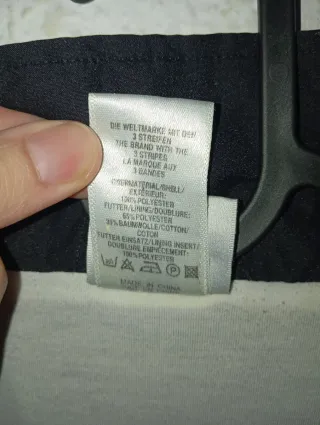 DIE WELTMARKE MIT DEN
3 STREIFEN
THE BRAND WITH THE
3 STRIPES
LA MARQUE AUX
3 BANDES
OBERMATERIAL/SHELL/
EXTÉRIEUR:
100% POLYESTER
FUTTER/LINING/DOUBLURE:
65% POLYESTER
35% BAUMWOLLE/COTTON/
COTON
FUTTER EINSATZ/LINING INSERT/
DOUBLURE EMPIECEMENT:
100% POLYESTER
MADE IN CHINA